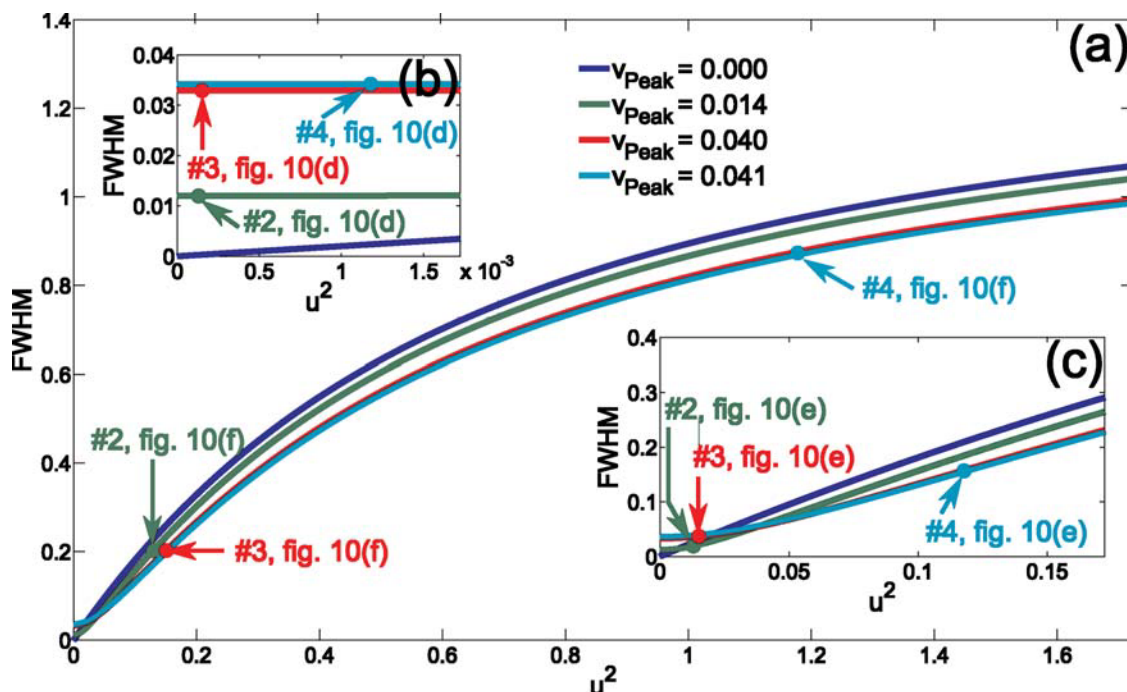 (a)
1.4
1.2
1
0.8
0.6
0.4
0.2
0
FWHM
0
0.2
0.4
0.6
0.8
1
1.2
1.4
1.6
u²
v_Peak = 0.000
v_Peak = 0.014
v_Peak = 0.040
v_Peak = 0.041
#2, fig. 10(f)
#3, fig. 10(f)
#4, fig. 10(f)
(b)
0.04
0.03
0.02
0.01
0
FWHM
#4, fig. 10(d)
#3, fig. 10(d)
#2, fig. 10(d)
0
0.5
1
1.5
x 10⁻³
u²
(c)
0.4
0.3
0.2
0.1
0
FWHM
#2, fig. 10(e)
#3, fig. 10(e)
#4, fig. 10(e)
0
0.05
0.1
0.15
u²